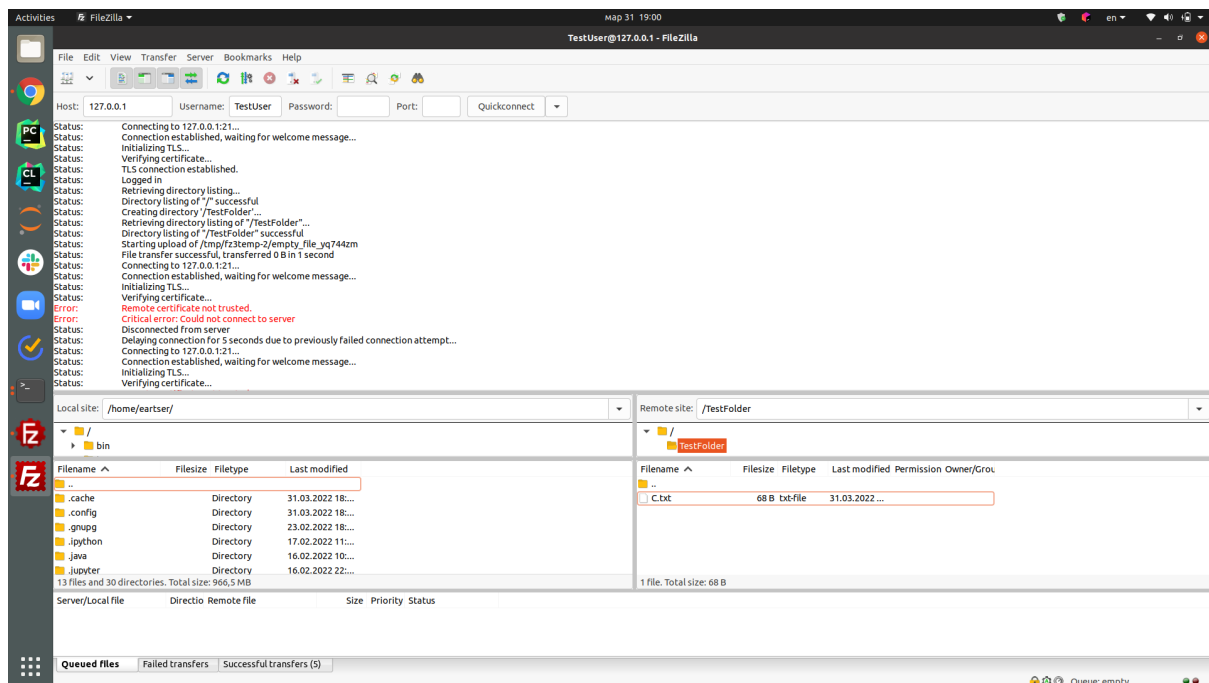 Activities FileZilla мар 31 19:00 en
TestUser@127.0.0.1 - FileZilla
File Edit View Transfer Server Bookmarks Help
Host: 127.0.0.1 Username: TestUser Password: Port: Quickconnect
Status: Connecting to 127.0.0.1:21...
Status: Connection established, waiting for welcome message...
Status: Initializing TLS...
Status: Verifying certificate...
Status: TLS connection established.
Status: Logged in
Status: Retrieving directory listing...
Status: Directory listing of "/" successful
Status: Creating directory '/TestFolder'...
Status: Retrieving directory listing of "/TestFolder"...
Status: Directory listing of "/TestFolder" successful
Status: Starting upload of /tmp/fz3temp-2/empty_file_yq744zm
Status: File transfer successful, transferred 0 B in 1 second
Status: Connecting to 127.0.0.1:21...
Status: Connection established, waiting for welcome message...
Status: Initializing TLS...
Status: Verifying certificate...
Error: Remote certificate not trusted.
Error: Critical error: Could not connect to server
Status: Disconnected from server
Status: Delaying connection for 5 seconds due to previously failed connection attempt...
Status: Connecting to 127.0.0.1:21...
Status: Connection established, waiting for welcome message...
Status: Initializing TLS...
Status: Verifying certificate...
Local site: /home/eartser/ Remote site: /TestFolder
/ /
bin TestFolder
Filename Filesize Filetype Last modified Filename Filesize Filetype Last modified Permission Owner/Grou
.. ..
.cache Directory 31.03.2022 18:... C.txt 68 B txt-file 31.03.2022 ...
.config Directory 31.03.2022 18:...
.gnupg Directory 23.02.2022 18:...
.ipython Directory 17.02.2022 11:...
.java Directory 16.02.2022 10:...
.jupyter Directory 16.02.2022 22:...
13 files and 30 directories. Total size: 966,5 MB 1 file. Total size: 68 B
Server/Local file Directio Remote file Size Priority Status
Queued files Failed transfers Successful transfers (5)
Queue: empty
PC
CL
Fz
Fz